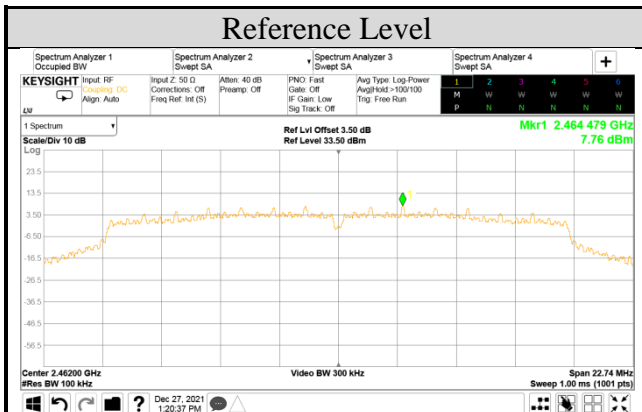 Reference Level
Spectrum Analyzer 1 Spectrum Analyzer 2 Spectrum Analyzer 3 Spectrum Analyzer 4 +
Occupied BW Swept SA Swept SA Swept SA
KEYSIGHT Input: RF Input Z: 50 Ω Atten: 40 dB PNO: Fast Avg Type: Log-Power 1 2 3 4 5 6
Coupling: DC Corrections: Off Preamp: Off Gate: Off Avg|Hold:>100/100 M W W W W W
Align: Auto Freq Ref: Int (S) IF Gain: Low Trig: Free Run
LXI Sig Track: Off P N N N N N
1 Spectrum Ref Lvl Offset 3.50 dB Mkr1 2.464 479 GHz
Scale/Div 10 dB Ref Level 33.50 dBm 7.76 dBm
Log
23.5
13.5
1
3.50
-6.50
-16.5
-26.5
-36.5
-46.5
-56.5
Center 2.46200 GHz Video BW 300 kHz Span 22.74 MHz
#Res BW 100 kHz Sweep 1.00 ms (1001 pts)
? Dec 27, 2021
1:20:37 PM